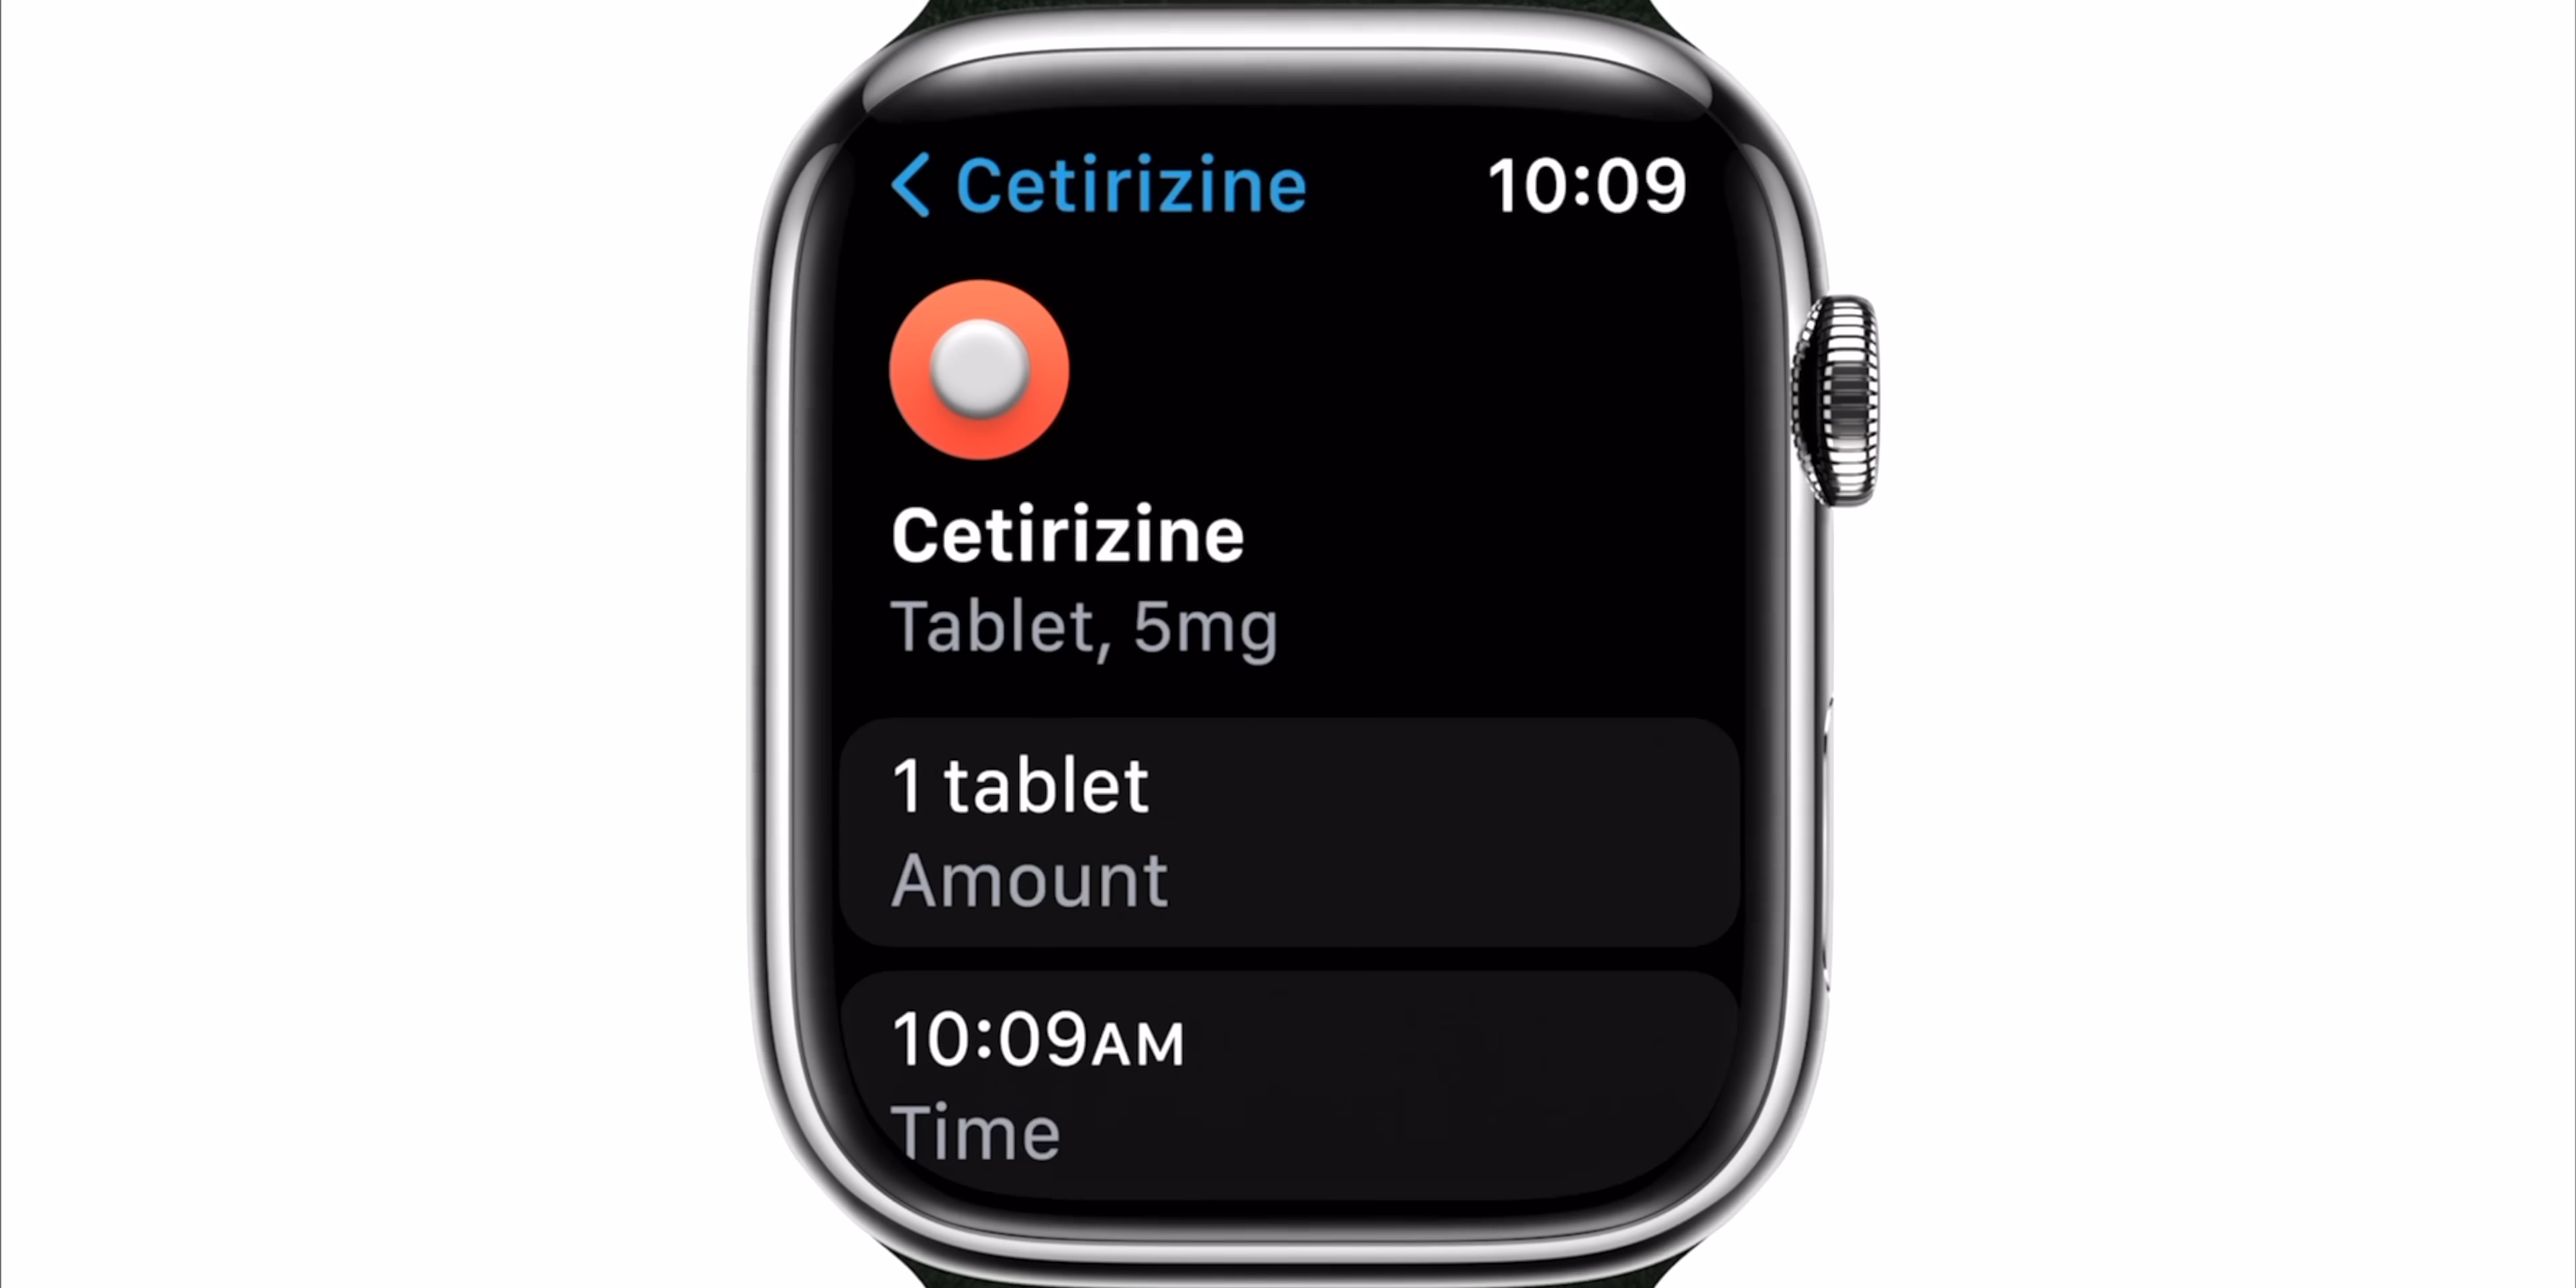 Cetirizine 10:09
Cetirizine
Tablet, 5mg
1 tablet
Amount
10:09AM
Time